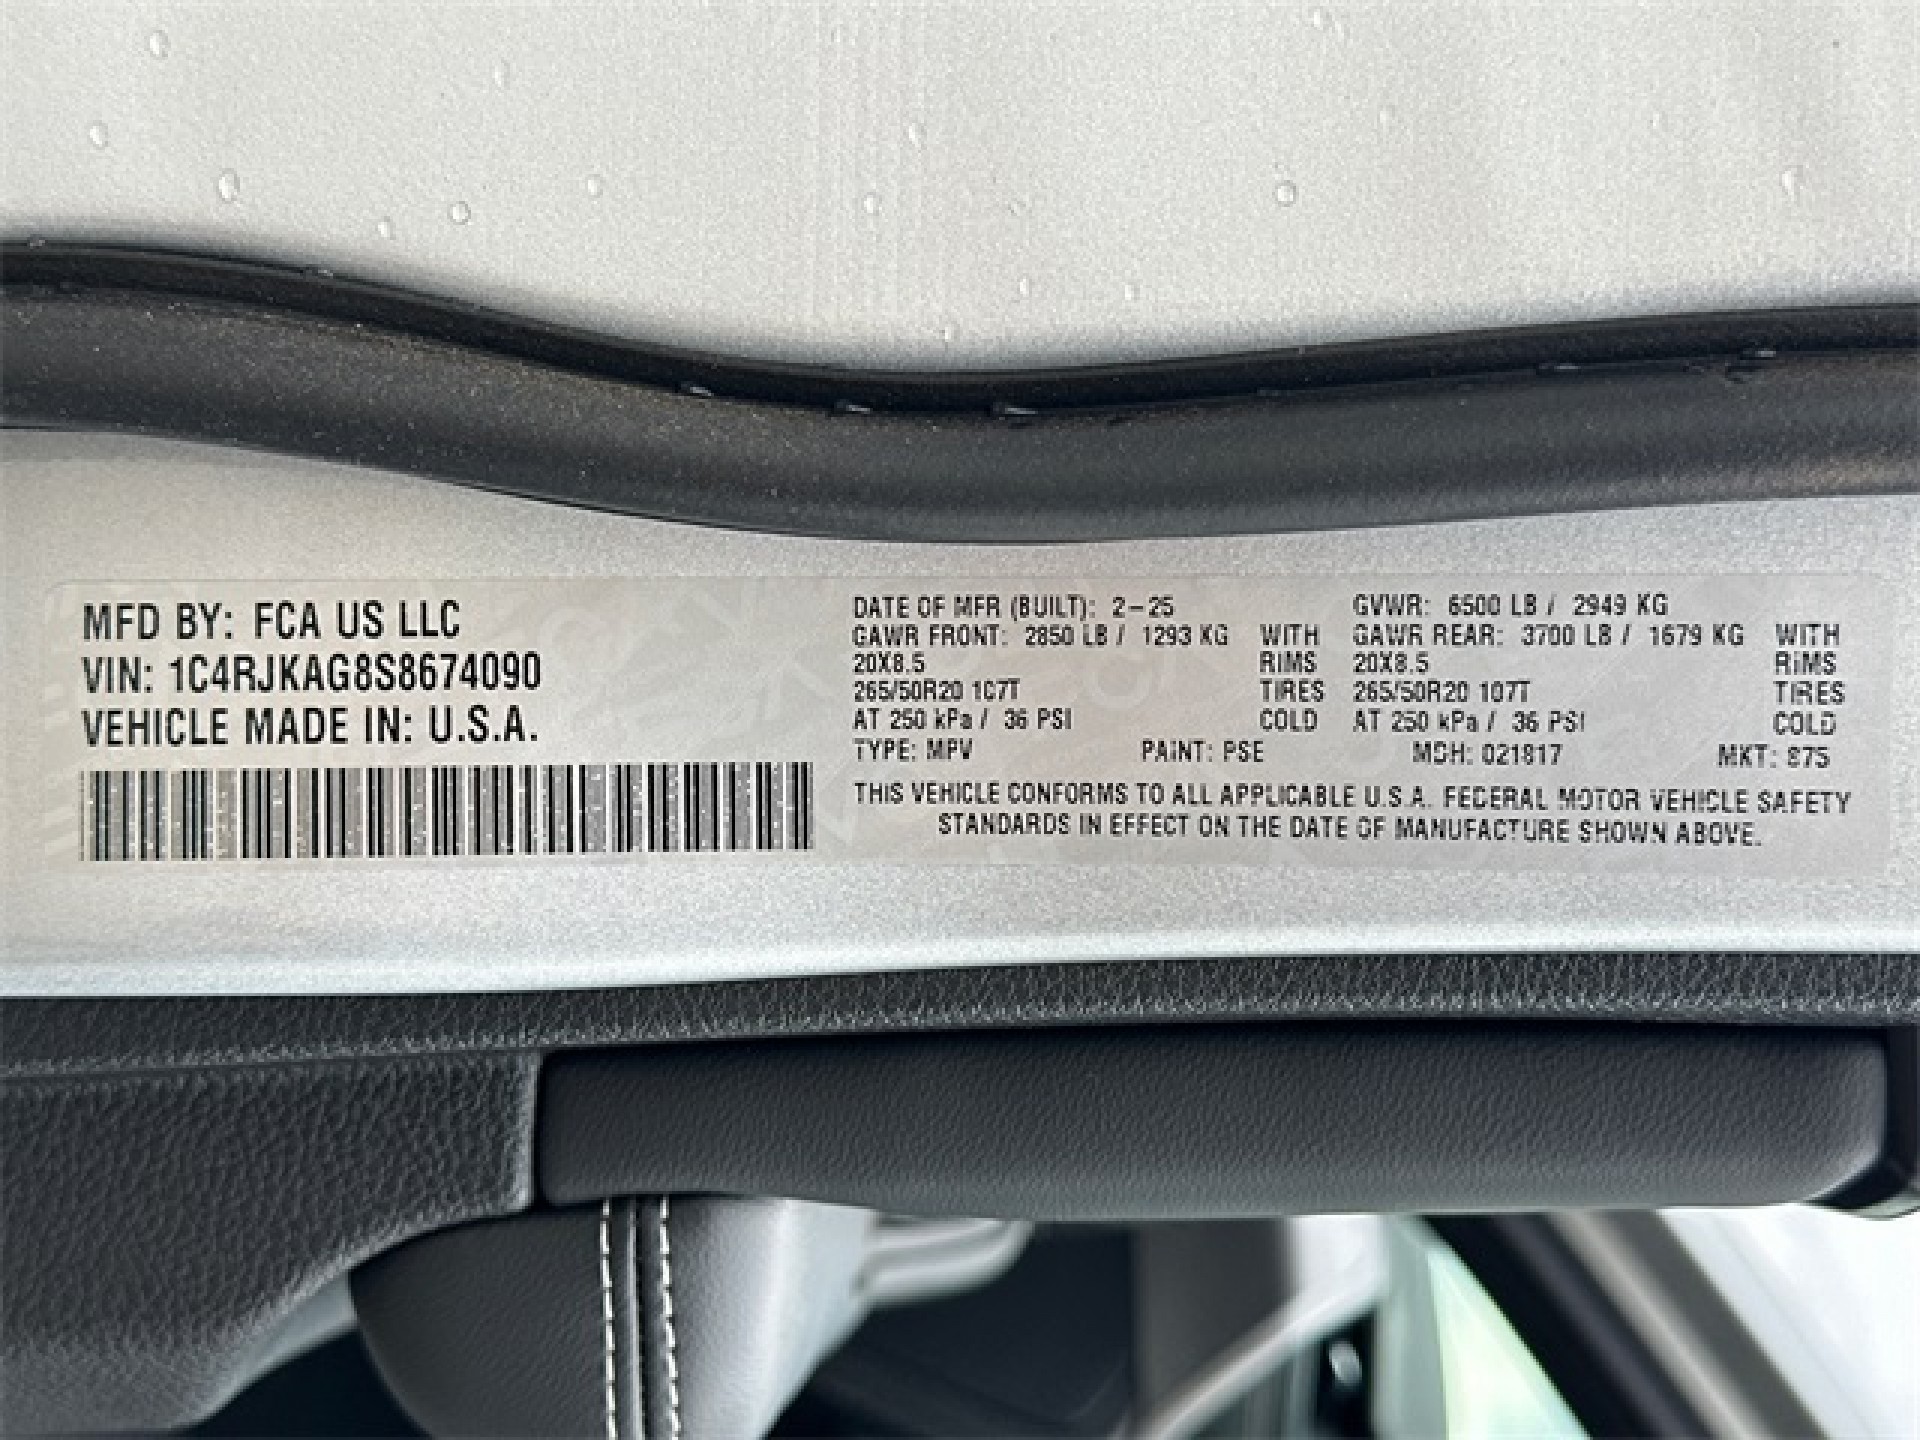 MFD BY: FCA US LLC
VIN: 1C4RJKAG8S8674090
VEHICLE MADE IN: U.S.A.
DATE OF MFR (BUILT): 2-25 GVWR: 6500 LB / 2949 KG
GAWR FRONT: 2850 LB / 1293 KG WITH GAWR REAR: 3700 LB / 1679 KG WITH
20X8.5 RIMS 20X8.5 RIMS
265/50R20 107T TIRES 265/50R20 107T TIRES
AT 250 kPa / 36 PSI COLD AT 250 kPa / 36 PSI COLD
TYPE: MPV PAINT: PSE MDH: 021817 MKT: 875
THIS VEHICLE CONFORMS TO ALL APPLICABLE U.S.A. FEDERAL MOTOR VEHICLE SAFETY
STANDARDS IN EFFECT ON THE DATE OF MANUFACTURE SHOWN ABOVE.